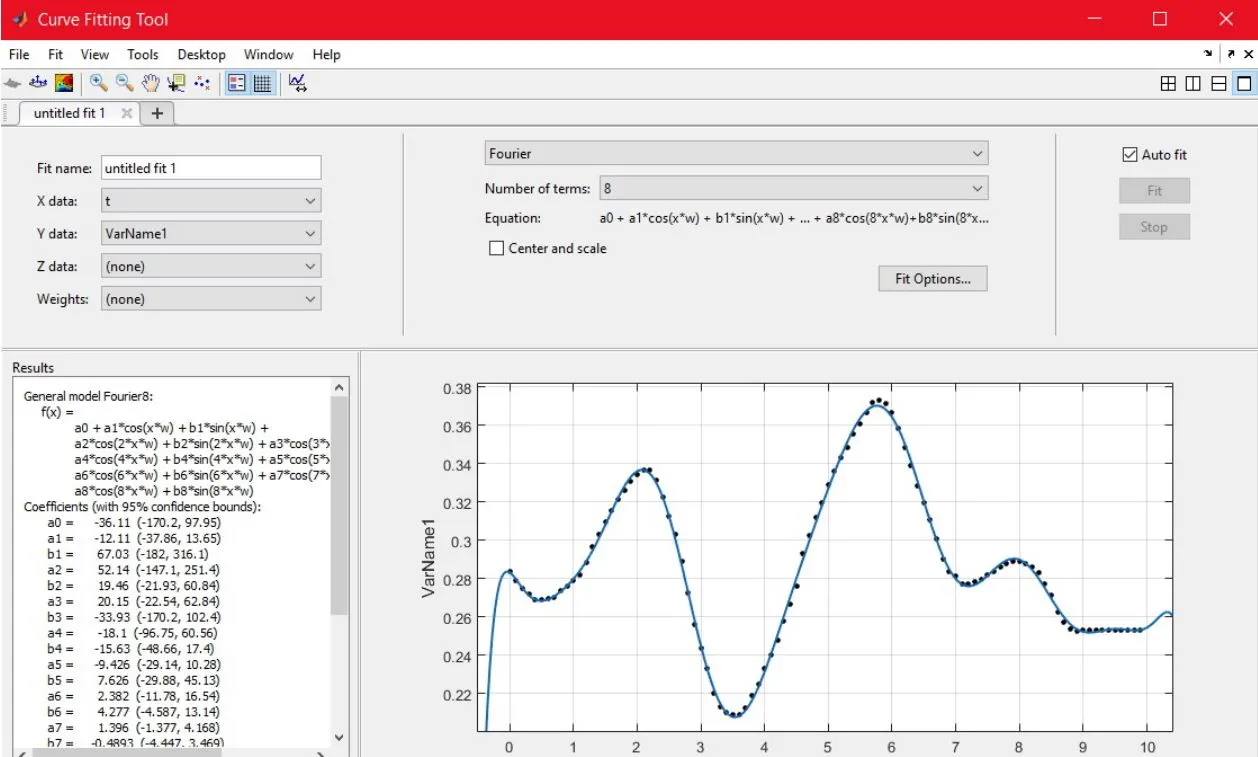 Curve Fitting Tool
File Fit View Tools Desktop Window Help
untitled fit 1
Fit name: untitled fit 1
X data: t
Y data: VarName1
Z data: (none)
Weights: (none)
Fourier
Number of terms: 8
Equation: a0 + a1*cos(x*w) + b1*sin(x*w) + ... + a8*cos(8*x*w)+b8*sin(8*x...
Center and scale
Fit Options...
Auto fit
Fit
Stop
Results
General model Fourier8:
f(x) =
a0 + a1*cos(x*w) + b1*sin(x*w) +
a2*cos(2*x*w) + b2*sin(2*x*w) + a3*cos(3*x
a4*cos(4*x*w) + b4*sin(4*x*w) + a5*cos(5*x
a6*cos(6*x*w) + b6*sin(6*x*w) + a7*cos(7*x
a8*cos(8*x*w) + b8*sin(8*x*w)
Coefficients (with 95% confidence bounds):
a0 = -36.11 (-170.2, 97.95)
a1 = -12.11 (-37.86, 13.65)
b1 = 67.03 (-182, 316.1)
a2 = 52.14 (-147.1, 251.4)
b2 = 19.46 (-21.93, 60.84)
a3 = 20.15 (-22.54, 62.84)
b3 = -33.93 (-170.2, 102.4)
a4 = -18.1 (-96.75, 60.56)
b4 = -15.63 (-48.66, 17.4)
a5 = -9.426 (-29.14, 10.28)
b5 = 7.626 (-29.88, 45.13)
a6 = 2.382 (-11.78, 16.54)
b6 = 4.277 (-4.587, 13.14)
a7 = 1.396 (-1.377, 4.168)
b7 = -0.4893 (-4.447, 3.469)
VarName1
0.38
0.36
0.34
0.32
0.3
0.28
0.26
0.24
0.22
0 1 2 3 4 5 6 7 8 9 10